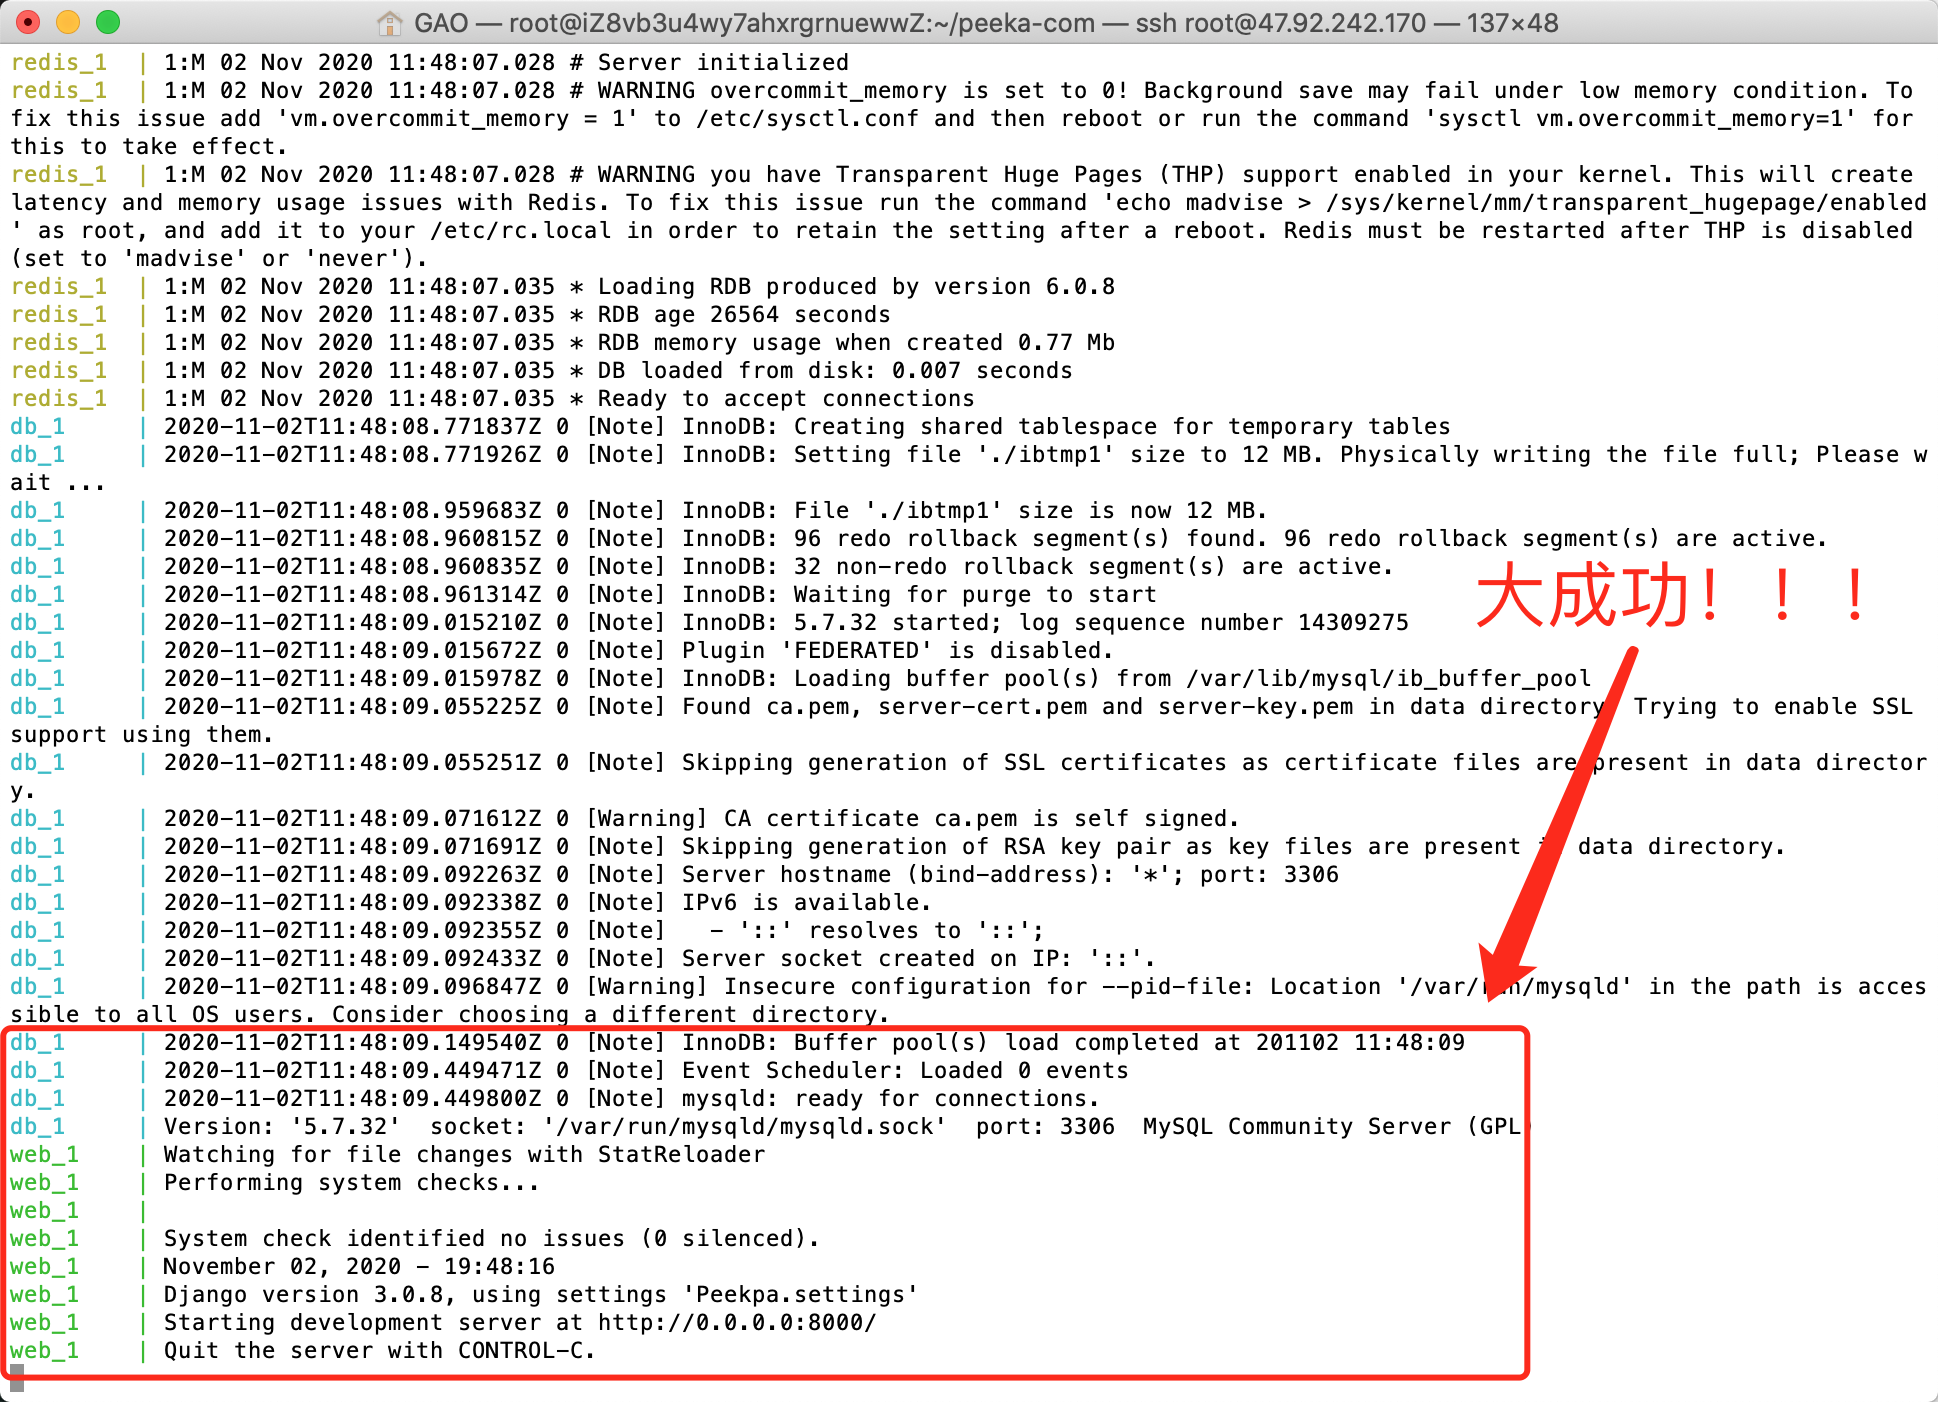 GAO — root@iZ8vb3u4wy7ahxrgrnuewwZ:~/peeka-com — ssh root@47.92.242.170 — 137×48
redis_1  | 1:M 02 Nov 2020 11:48:07.028 # Server initialized
redis_1  | 1:M 02 Nov 2020 11:48:07.028 # WARNING overcommit_memory is set to 0! Background save may fail under low memory condition. To
fix this issue add 'vm.overcommit_memory = 1' to /etc/sysctl.conf and then reboot or run the command 'sysctl vm.overcommit_memory=1' for
this to take effect.
redis_1  | 1:M 02 Nov 2020 11:48:07.028 # WARNING you have Transparent Huge Pages (THP) support enabled in your kernel. This will create
latency and memory usage issues with Redis. To fix this issue run the command 'echo madvise > /sys/kernel/mm/transparent_hugepage/enabled
' as root, and add it to your /etc/rc.local in order to retain the setting after a reboot. Redis must be restarted after THP is disabled
(set to 'madvise' or 'never').
redis_1  | 1:M 02 Nov 2020 11:48:07.035 * Loading RDB produced by version 6.0.8
redis_1  | 1:M 02 Nov 2020 11:48:07.035 * RDB age 26564 seconds
redis_1  | 1:M 02 Nov 2020 11:48:07.035 * RDB memory usage when created 0.77 Mb
redis_1  | 1:M 02 Nov 2020 11:48:07.035 * DB loaded from disk: 0.007 seconds
redis_1  | 1:M 02 Nov 2020 11:48:07.035 * Ready to accept connections
db_1     | 2020-11-02T11:48:08.771837Z 0 [Note] InnoDB: Creating shared tablespace for temporary tables
db_1     | 2020-11-02T11:48:08.771926Z 0 [Note] InnoDB: Setting file './ibtmp1' size to 12 MB. Physically writing the file full; Please w
ait ...
db_1     | 2020-11-02T11:48:08.959683Z 0 [Note] InnoDB: File './ibtmp1' size is now 12 MB.
db_1     | 2020-11-02T11:48:08.960815Z 0 [Note] InnoDB: 96 redo rollback segment(s) found. 96 redo rollback segment(s) are active.
db_1     | 2020-11-02T11:48:08.960835Z 0 [Note] InnoDB: 32 non-redo rollback segment(s) are active.
db_1     | 2020-11-02T11:48:08.961314Z 0 [Note] InnoDB: Waiting for purge to start
大成功！！！
db_1     | 2020-11-02T11:48:09.015210Z 0 [Note] InnoDB: 5.7.32 started; log sequence number 14309275
db_1     | 2020-11-02T11:48:09.015672Z 0 [Note] Plugin 'FEDERATED' is disabled.
db_1     | 2020-11-02T11:48:09.015978Z 0 [Note] InnoDB: Loading buffer pool(s) from /var/lib/mysql/ib_buffer_pool
db_1     | 2020-11-02T11:48:09.055225Z 0 [Note] Found ca.pem, server-cert.pem and server-key.pem in data directory. Trying to enable SSL
support using them.
db_1     | 2020-11-02T11:48:09.055251Z 0 [Note] Skipping generation of SSL certificates as certificate files are present in data director
y.
db_1     | 2020-11-02T11:48:09.071612Z 0 [Warning] CA certificate ca.pem is self signed.
db_1     | 2020-11-02T11:48:09.071691Z 0 [Note] Skipping generation of RSA key pair as key files are present in data directory.
db_1     | 2020-11-02T11:48:09.092263Z 0 [Note] Server hostname (bind-address): '*'; port: 3306
db_1     | 2020-11-02T11:48:09.092338Z 0 [Note] IPv6 is available.
db_1     | 2020-11-02T11:48:09.092355Z 0 [Note]   - '::' resolves to '::';
db_1     | 2020-11-02T11:48:09.092433Z 0 [Note] Server socket created on IP: '::'.
db_1     | 2020-11-02T11:48:09.096847Z 0 [Warning] Insecure configuration for --pid-file: Location '/var/run/mysqld' in the path is acces
sible to all OS users. Consider choosing a different directory.
db_1     | 2020-11-02T11:48:09.149540Z 0 [Note] InnoDB: Buffer pool(s) load completed at 201102 11:48:09
db_1     | 2020-11-02T11:48:09.449471Z 0 [Note] Event Scheduler: Loaded 0 events
db_1     | 2020-11-02T11:48:09.449800Z 0 [Note] mysqld: ready for connections.
db_1     | Version: '5.7.32'  socket: '/var/run/mysqld/mysqld.sock'  port: 3306  MySQL Community Server (GPL)
web_1    | Watching for file changes with StatReloader
web_1    | Performing system checks...
web_1    |
web_1    | System check identified no issues (0 silenced).
web_1    | November 02, 2020 - 19:48:16
web_1    | Django version 3.0.8, using settings 'Peekpa.settings'
web_1    | Starting development server at http://0.0.0.0:8000/
web_1    | Quit the server with CONTROL-C.